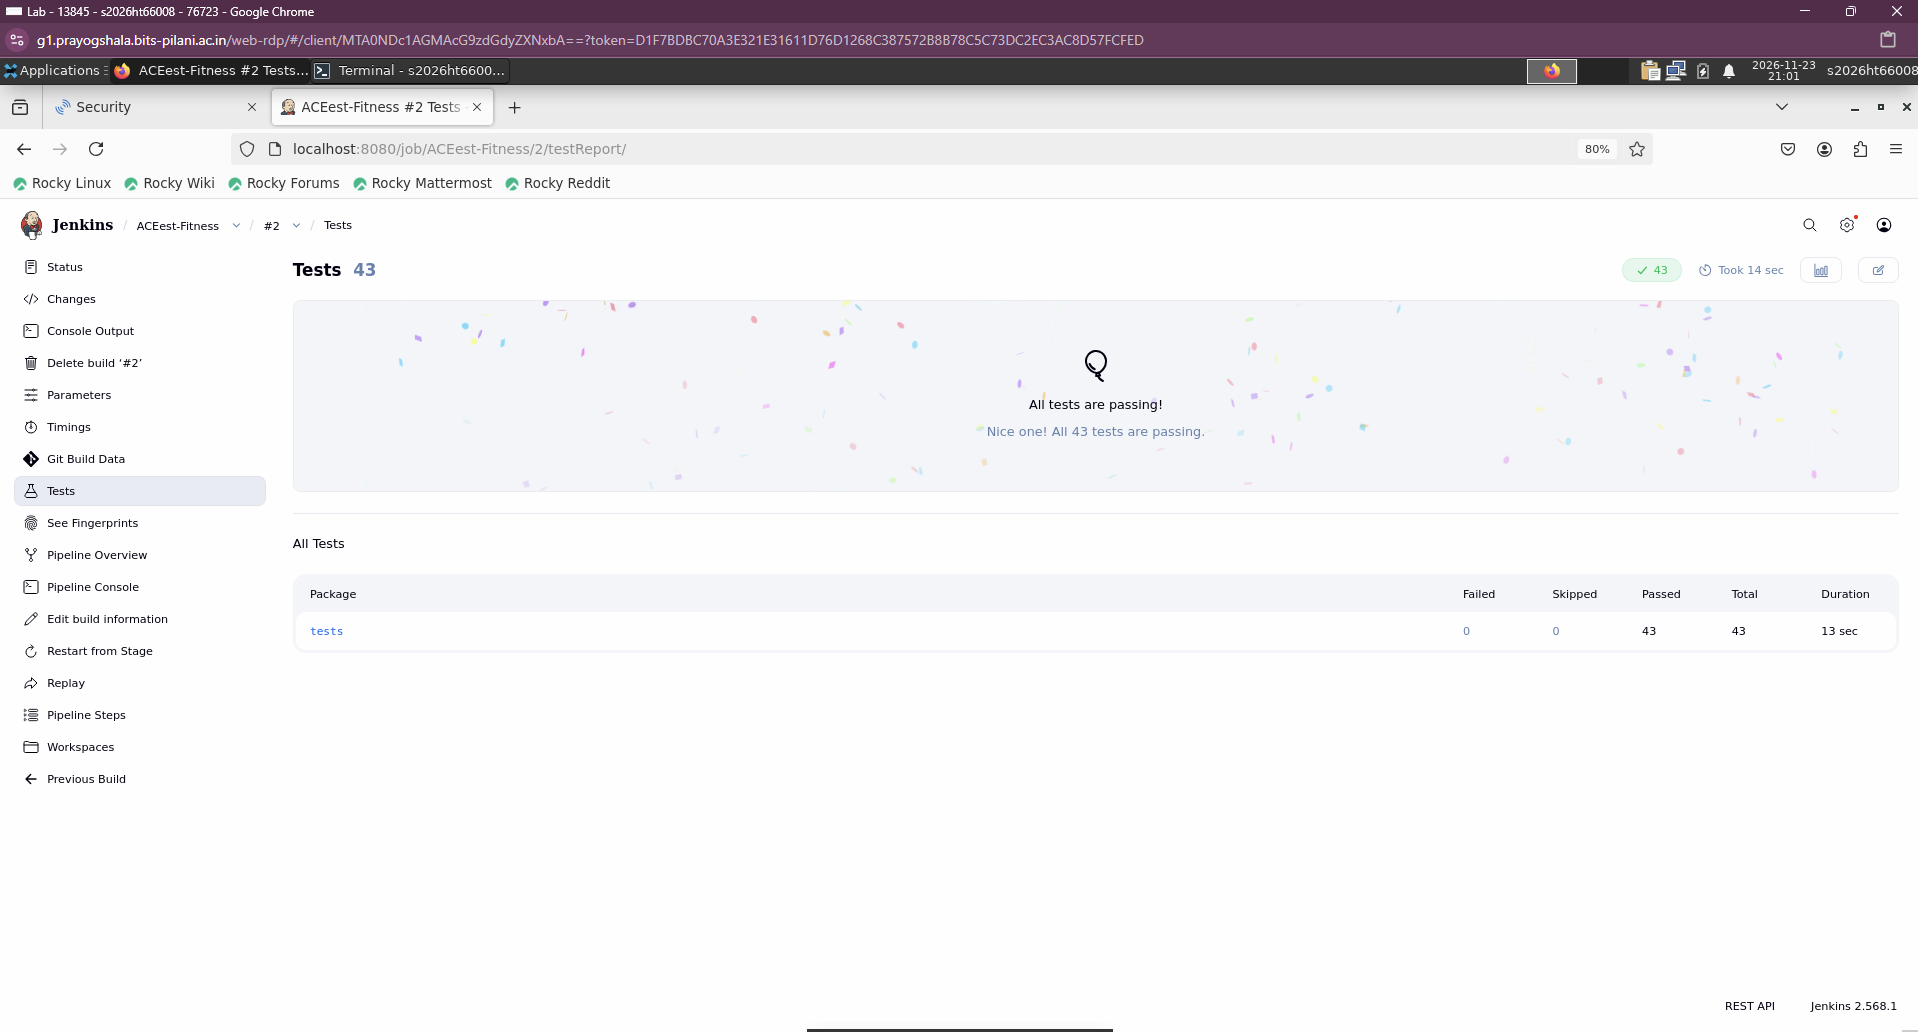 Lab - 13845 - s2026ht66008 - 76723 - Google Chrome
g1.prayogshala.bits-pilani.ac.in/web-rdp/#/client/MTA0NDc1AGMAcG9zdGdyZXNxbA==?token=D1F7BDBC70A3E321E31611D76D1268C387572B8B78C5C73DC2EC3AC8D57FCFED
Applications ACEest-Fitness #2 Tests... Terminal - s2026ht6600... 2026-11-23 21:01 s2026ht66008
Security ACEest-Fitness #2 Tests
localhost:8080/job/ACEest-Fitness/2/testReport/ 80%
Rocky Linux Rocky Wiki Rocky Forums Rocky Mattermost Rocky Reddit
Jenkins / ACEest-Fitness / #2 / Tests
Status
Changes
Console Output
Delete build ‘#2’
Parameters
Timings
Git Build Data
Tests
See Fingerprints
Pipeline Overview
Pipeline Console
Edit build information
Restart from Stage
Replay
Pipeline Steps
Workspaces
Previous Build
Tests 43
43 Took 14 sec
All tests are passing!
Nice one! All 43 tests are passing.
All Tests
Package Failed Skipped Passed Total Duration
tests 0 0 43 43 13 sec
REST API Jenkins 2.568.1